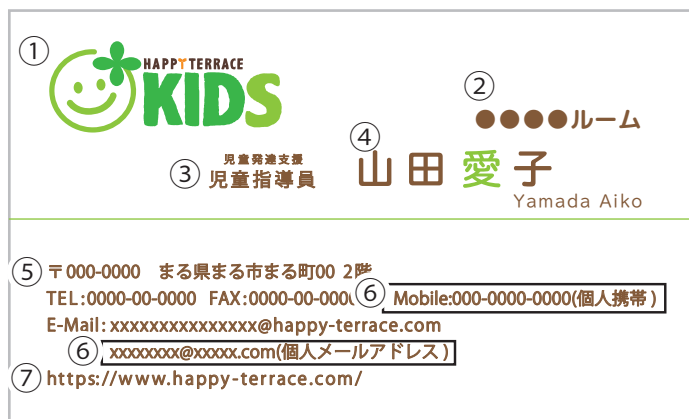 ①
HAPPY TERRACE
KIDS
②
●●●●ルーム
③
児童発達支援
児童指導員
④
山田 愛子
Yamada Aiko
⑤ 〒000-0000 まる県まる市まる町00 2階
TEL:0000-00-0000 FAX:0000-00-0000 ⑥ Mobile:000-0000-0000(個人携帯)
E-Mail:xxxxxxxxxxxxxxx@happy-terrace.com
⑥ xxxxxxxx@xxxxx.com(個人メールアドレス)
⑦ https://www.happy-terrace.com/